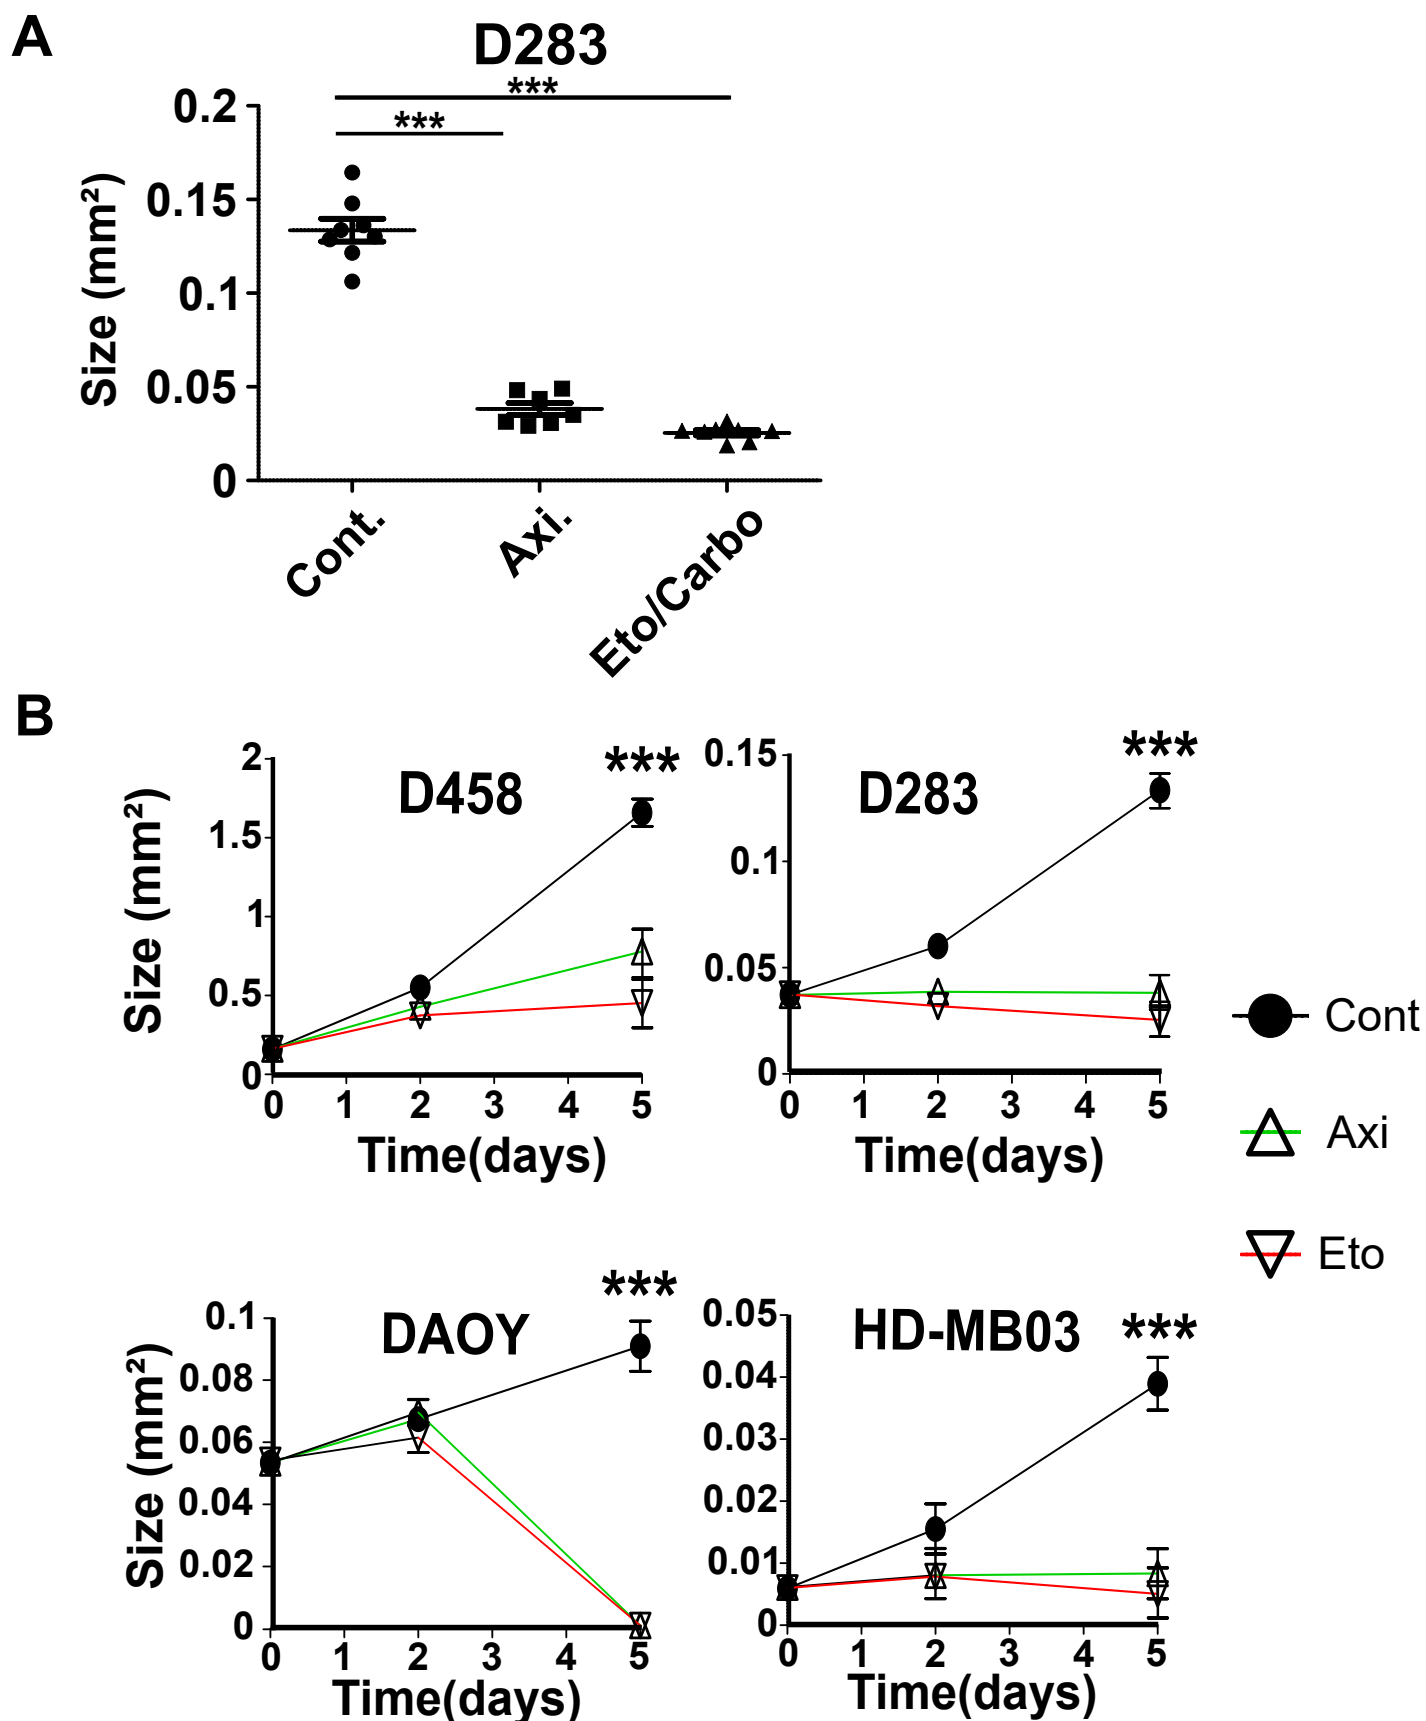 A
D283
***
***
0.2
0.15
0.1
0.05
0
Size (mm²)
Cont.
Axi.
Eto/Carbo
B
D458
***
2
1.5
1
0.5
0
Size (mm²)
0 1 2 3 4 5
Time(days)
D283
***
0.15
0.1
0.05
0
0 1 2 3 4 5
Time(days)
Cont
Axi
Eto
DAOY
***
0.1
0.08
0.06
0.04
0.02
0
Size (mm²)
0 1 2 3 4 5
Time(days)
HD-MB03
***
0.05
0.04
0.03
0.02
0.01
0
0 1 2 3 4 5
Time(days)